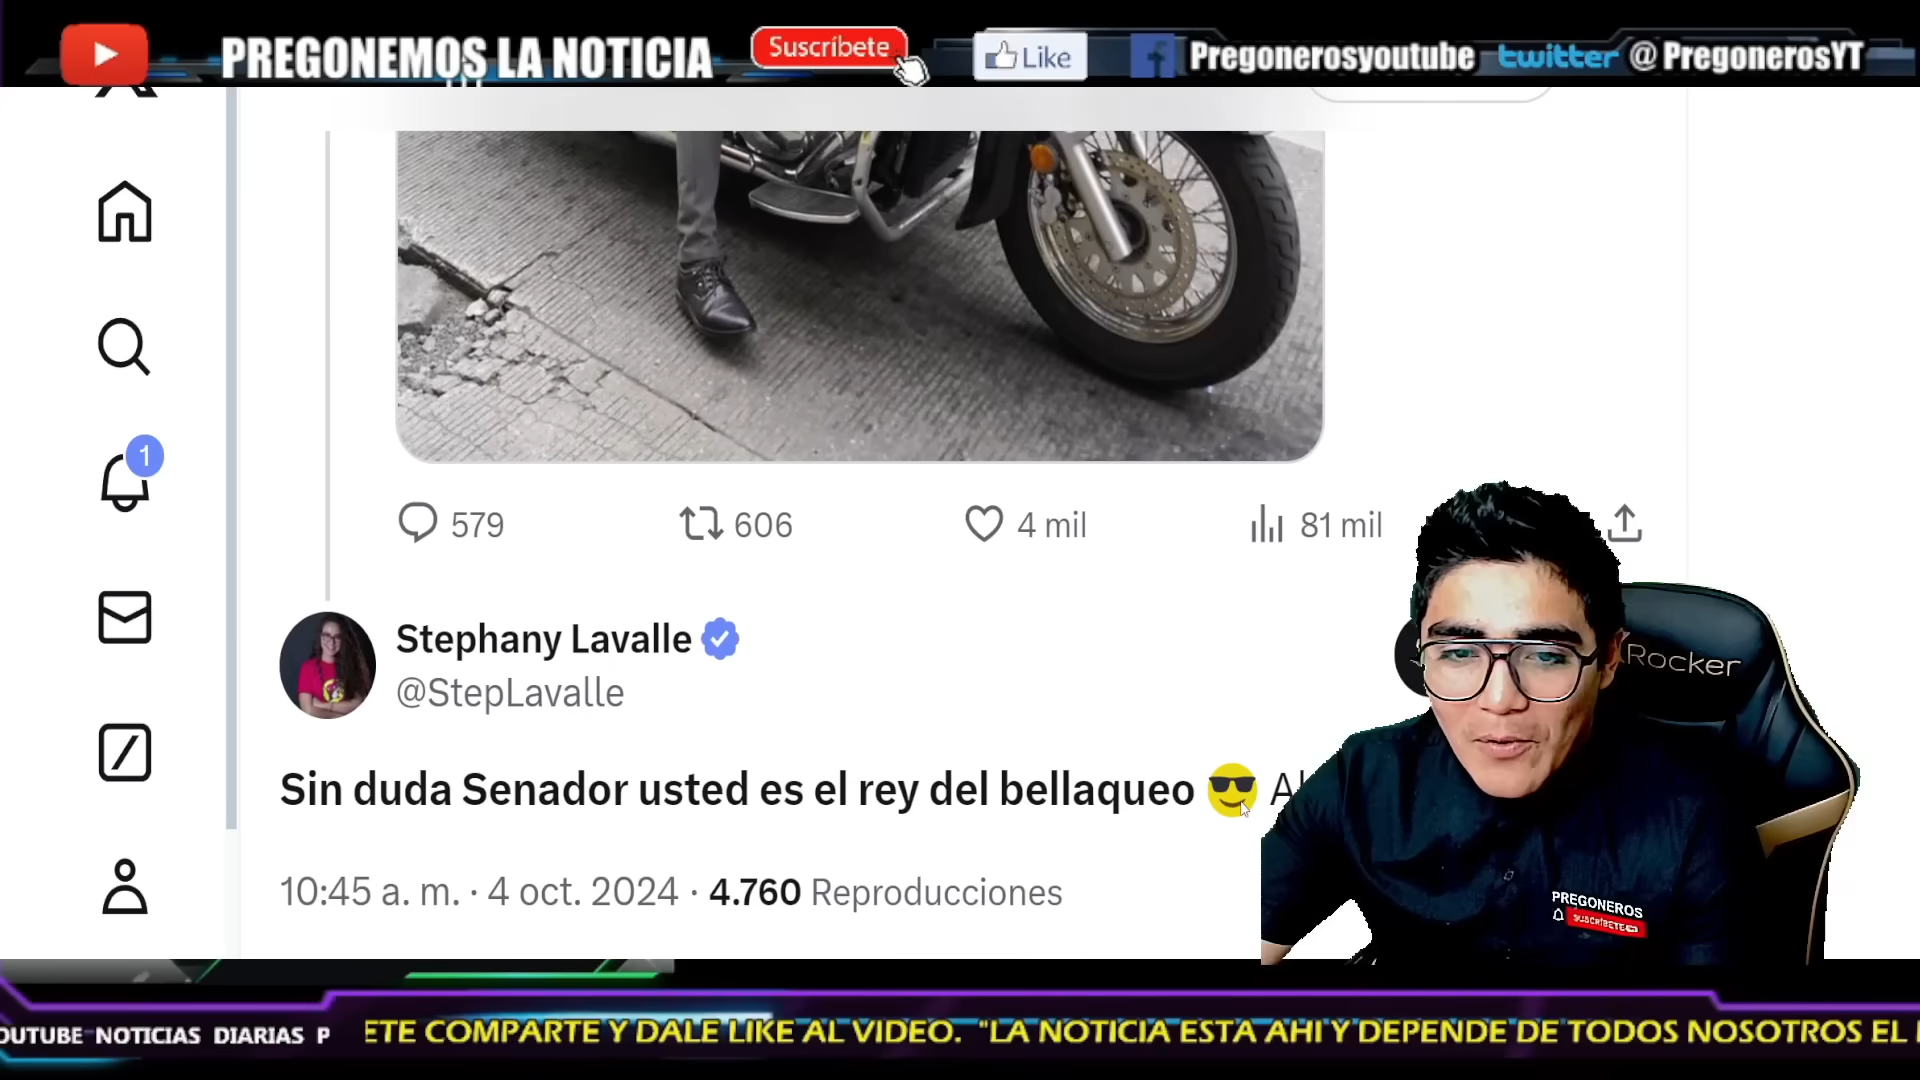 PREGONEMOS LA NOTICIA
Suscríbete
Like
Pregonerosyoutube
twitter @PregonerosYT
1
579
606
4 mil
81 mil
Stephany Lavalle
@StepLavalle
Sin duda Senador usted es el rey del bellaqueo 😎
10:45 a. m. · 4 oct. 2024 · 4.760 Reproducciones
Rocker
PREGONEROS
SUSCRÍBETE
OUTUBE NOTICIAS DIARIAS P
ETE COMPARTE Y DALE LIKE AL VIDEO. "LA NOTICIA ESTA AHI Y DEPENDE DE TODOS NOSOTROS EL